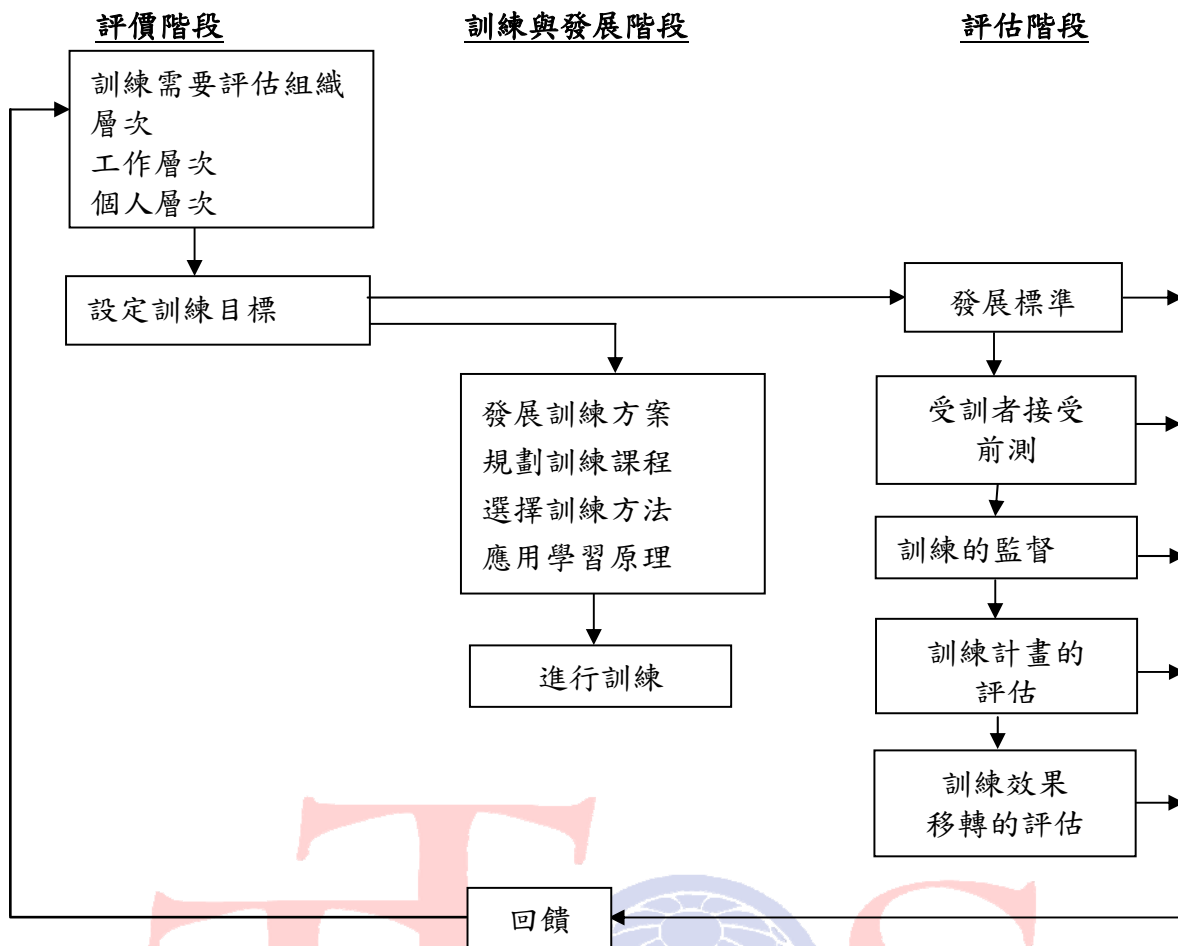 評價階段
訓練與發展階段
評估階段
訓練需要評估組織
層次
工作層次
個人層次
設定訓練目標
發展標準
發展訓練方案
規劃訓練課程
選擇訓練方法
應用學習原理
受訓者接受
前測
訓練的監督
進行訓練
訓練計畫的
評估
訓練效果
移轉的評估
回饋